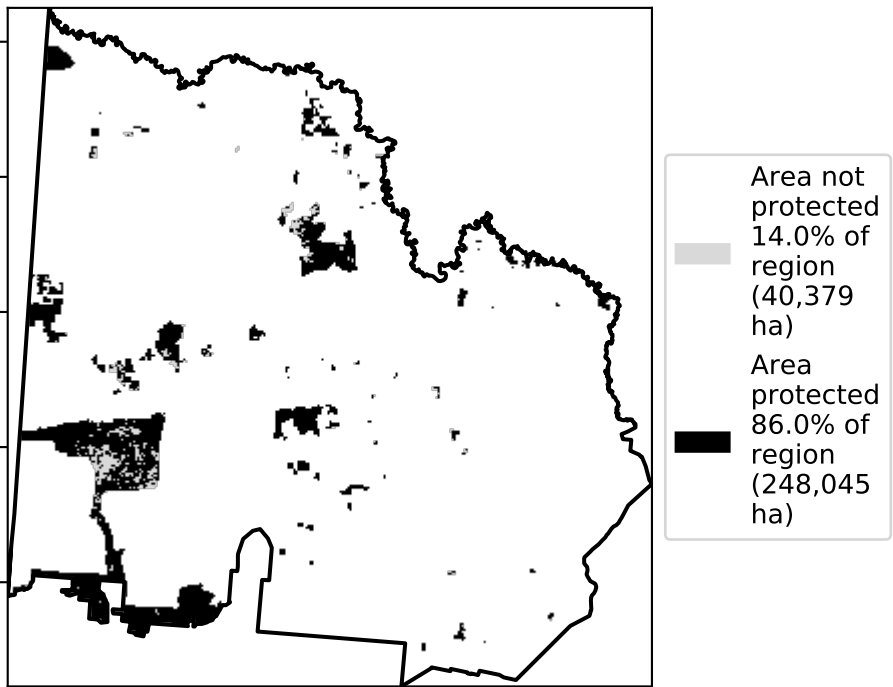 Area not
protected
14.0% of
region
(40,379
ha)
Area
protected
86.0% of
region
(248,045
ha)